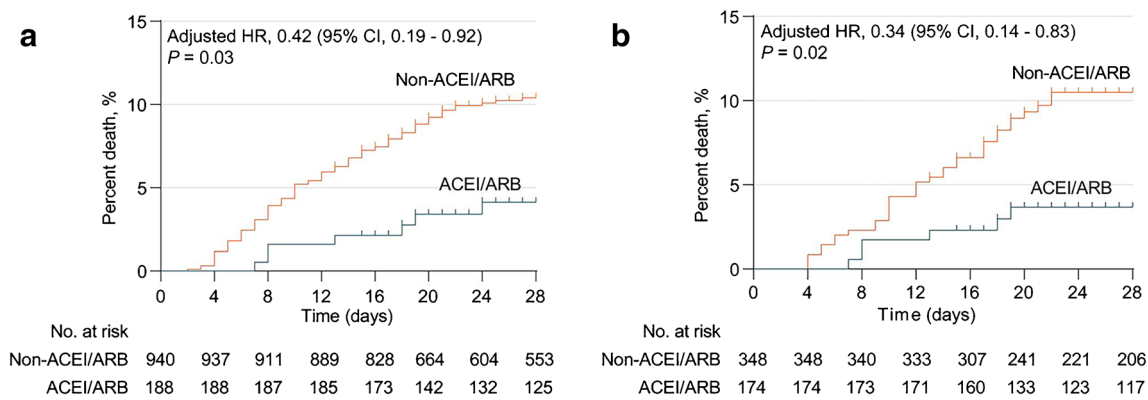 a
15
10
5
0
Percent death, %
Adjusted HR, 0.42 (95% CI, 0.19 - 0.92)
P = 0.03
Non-ACEI/ARB
ACEI/ARB
0 4 8 12 16 20 24 28
Time (days)
No. at risk
Non-ACEI/ARB 940 937 911 889 828 664 604 553
ACEI/ARB 188 188 187 185 173 142 132 125
b
15
10
5
0
Percent death, %
Adjusted HR, 0.34 (95% CI, 0.14 - 0.83)
P = 0.02
Non-ACEI/ARB
ACEI/ARB
0 4 8 12 16 20 24 28
Time (days)
No. at risk
Non-ACEI/ARB 348 348 340 333 307 241 221 206
ACEI/ARB 174 174 173 171 160 133 123 117